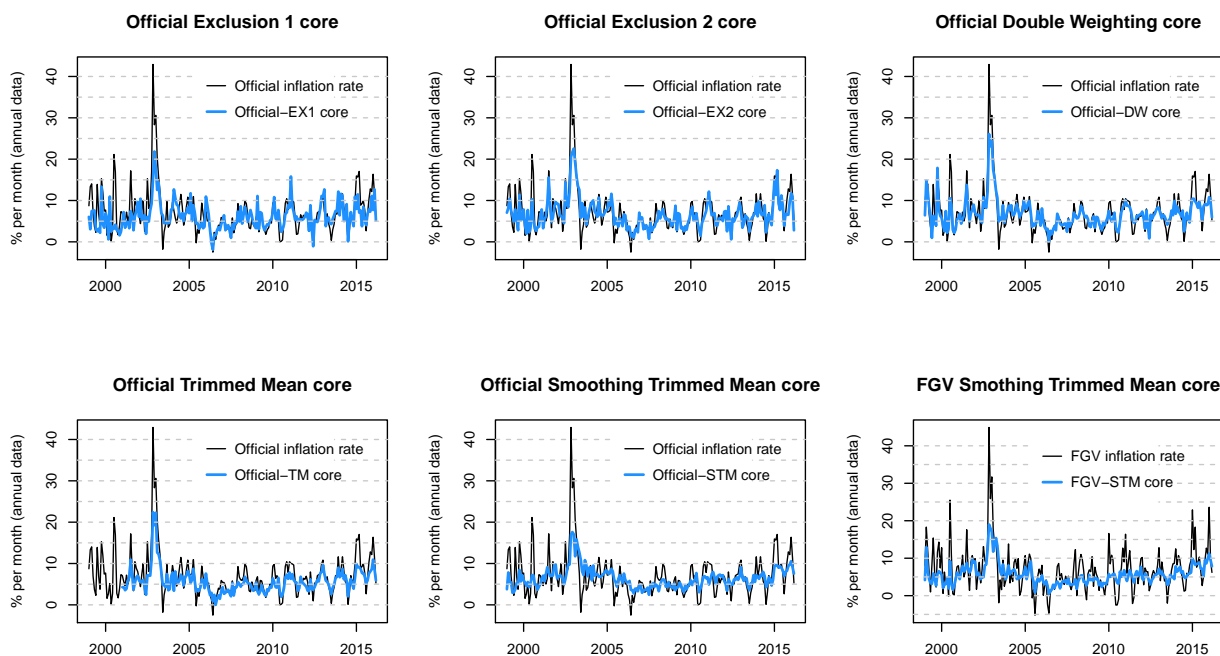 Official Exclusion 1 core
% per month (annual data)
40
30
20
10
0
Official inflation rate
Official−EX1 core
2000 2005 2010 2015
Official Exclusion 2 core
% per month (annual data)
40
30
20
10
0
Official inflation rate
Official−EX2 core
2000 2005 2010 2015
Official Double Weighting core
% per month (annual data)
40
30
20
10
0
Official inflation rate
Official−DW core
2000 2005 2010 2015
Official Trimmed Mean core
% per month (annual data)
40
30
20
10
0
Official inflation rate
Official−TM core
2000 2005 2010 2015
Official Smoothing Trimmed Mean core
% per month (annual data)
40
30
20
10
0
Official inflation rate
Official−STM core
2000 2005 2010 2015
FGV Smothing Trimmed Mean core
% per month (annual data)
40
30
20
10
0
FGV inflation rate
FGV−STM core
2000 2005 2010 2015